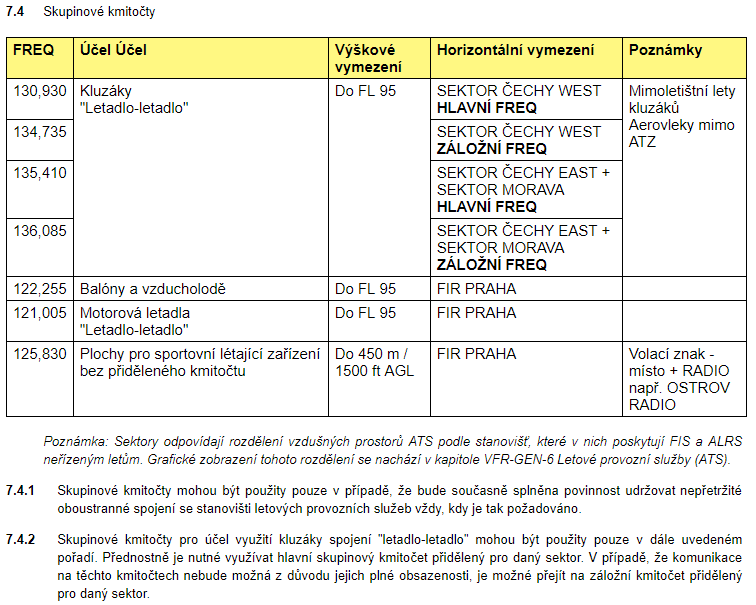 7.4 Skupinové kmitočty
FREQ Účel Účel Výškové vymezení Horizontální vymezení Poznámky
130,930 Kluzáky "Letadlo-letadlo" Do FL 95 SEKTOR ČECHY WEST HLAVNÍ FREQ Mimoletištní lety kluzáků Aerovleky mimo ATZ
134,735 SEKTOR ČECHY WEST ZÁLOŽNÍ FREQ
135,410 SEKTOR ČECHY EAST + SEKTOR MORAVA HLAVNÍ FREQ
136,085 SEKTOR ČECHY EAST + SEKTOR MORAVA ZÁLOŽNÍ FREQ
122,255 Balóny a vzducholodě Do FL 95 FIR PRAHA
121,005 Motorová letadla "Letadlo-letadlo" Do FL 95 FIR PRAHA
125,830 Plochy pro sportovní létající zařízení bez přiděleného kmitočtu Do 450 m / 1500 ft AGL FIR PRAHA Volací znak - místo + RADIO např. OSTROV RADIO
Poznámka: Sektory odpovídají rozdělení vzdušných prostorů ATS podle stanovišť, které v nich poskytují FIS a ALRS
neřízeným letům. Grafické zobrazení tohoto rozdělení se nachází v kapitole VFR-GEN-6 Letové provozní služby (ATS).
7.4.1 Skupinové kmitočty mohou být použity pouze v případě, že bude současně splněna povinnost udržovat nepřetržité
oboustranné spojení se stanovišti letových provozních služeb vždy, kdy je tak požadováno.
7.4.2 Skupinové kmitočty pro účel využití kluzáky spojení "letadlo-letadlo" mohou být použity pouze v dále uvedeném
pořadí. Přednostně je nutné využívat hlavní skupinový kmitočet přidělený pro daný sektor. V případě, že komunikace
na těchto kmitočtech nebude možná z důvodu jejich plné obsazenosti, je možné přejít na záložní kmitočet přidělený
pro daný sektor.